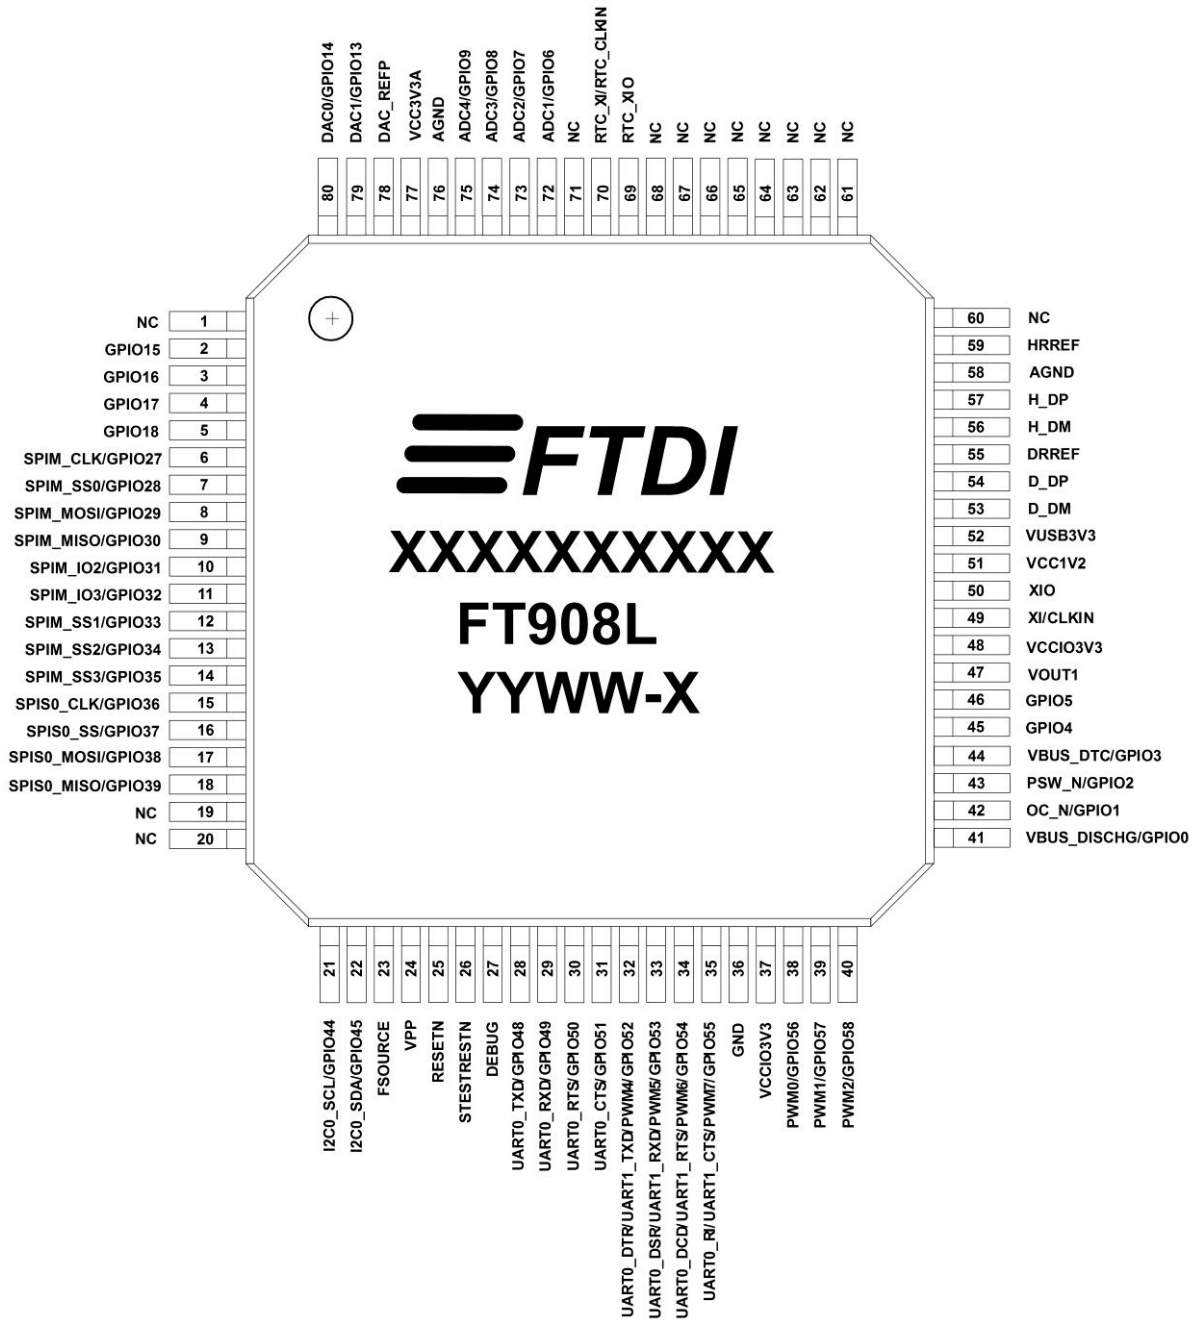 DAC0/GPIO14
DAC1/GPIO13
DAC_REFP
VCC3V3A
AGND
ADC4/GPIO9
ADC3/GPIO8
ADC2/GPIO7
ADC1/GPIO6
NC
RTC_XI/RTC_CLKIN
RTC_XIO
NC
NC
NC
NC
NC
NC
NC
NC
80
79
78
77
76
75
74
73
72
71
70
69
68
67
66
65
64
63
62
61
NC 1
GPIO15 2
GPIO16 3
GPIO17 4
GPIO18 5
SPIM_CLK/GPIO27 6
SPIM_SS0/GPIO28 7
SPIM_MOSI/GPIO29 8
SPIM_MISO/GPIO30 9
SPIM_IO2/GPIO31 10
SPIM_IO3/GPIO32 11
SPIM_SS1/GPIO33 12
SPIM_SS2/GPIO34 13
SPIM_SS3/GPIO35 14
SPIS0_CLK/GPIO36 15
SPIS0_SS/GPIO37 16
SPIS0_MOSI/GPIO38 17
SPIS0_MISO/GPIO39 18
NC 19
NC 20
FTDI
XXXXXXXXXX
FT908L
YYWW-X
60 NC
59 HRREF
58 AGND
57 H_DP
56 H_DM
55 DRREF
54 D_DP
53 D_DM
52 VUSB3V3
51 VCC1V2
50 XIO
49 XI/CLKIN
48 VCCIO3V3
47 VOUT1
46 GPIO5
45 GPIO4
44 VBUS_DTC/GPIO3
43 PSW_N/GPIO2
42 OC_N/GPIO1
41 VBUS_DISCHG/GPIO0
21
22
23
24
25
26
27
28
29
30
31
32
33
34
35
36
37
38
39
40
I2C0_SCL/GPIO44
I2C0_SDA/GPIO45
FSOURCE
VPP
RESETN
STESTRESTN
DEBUG
UART0_TXD/GPIO48
UART0_RXD/GPIO49
UART0_RTS/GPIO50
UART0_CTS/GPIO51
UART0_DTR/UART1_TXD/PWM4/GPIO52
UART0_DSR/UART1_RXD/PWM5/GPIO53
UART0_DCD/UART1_RTS/PWM6/GPIO54
UART0_RI/UART1_CTS/PWM7/GPIO55
GND
VCCIO3V3
PWM0/GPIO56
PWM1/GPIO57
PWM2/GPIO58